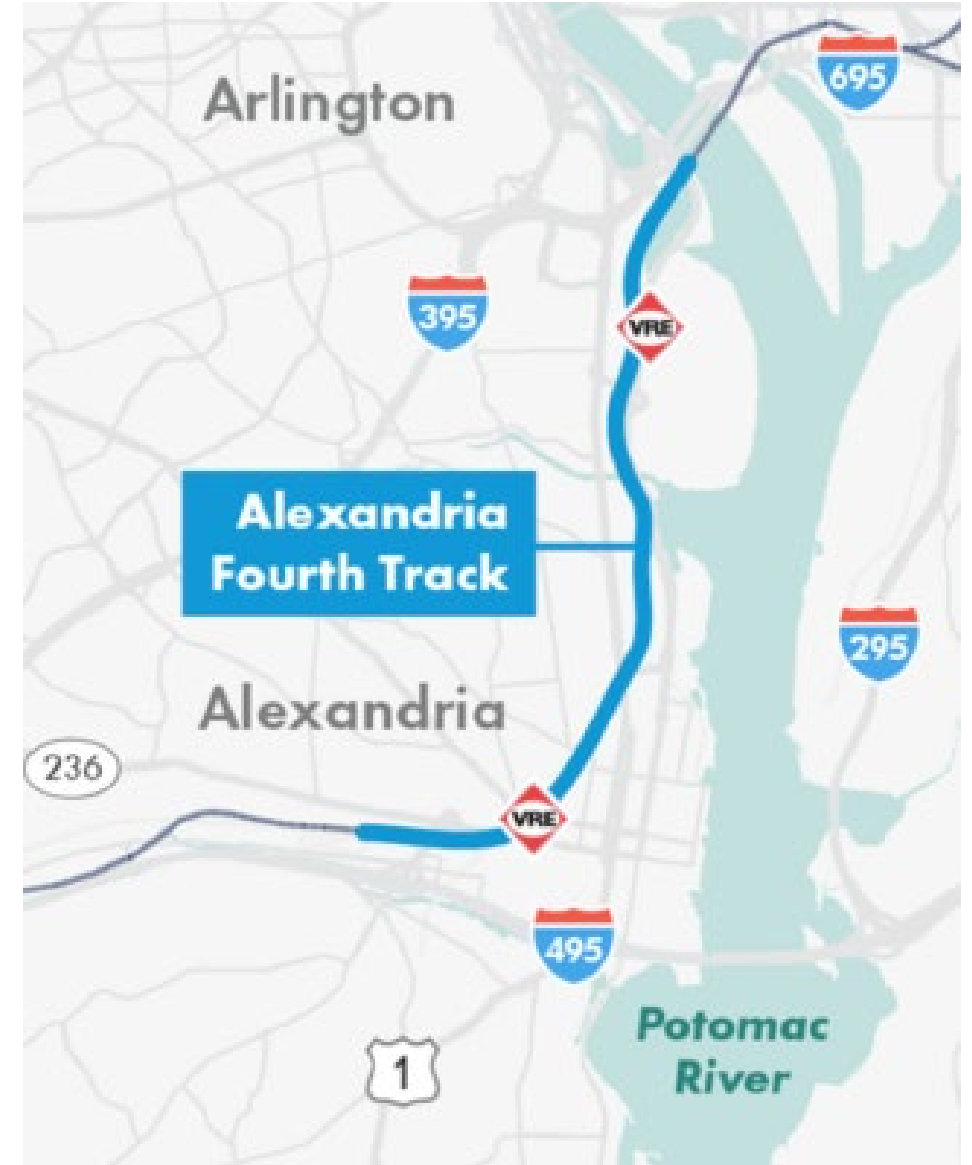 695
Arlington
395
VRE
Alexandria
Fourth Track
295
Alexandria
236
VRE
495
Potomac
River
1